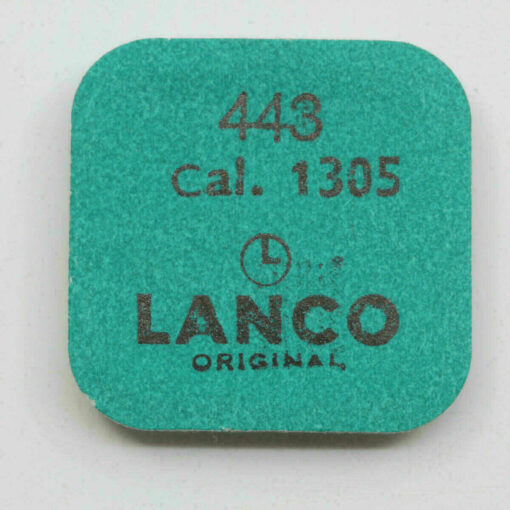 443
Cal. 1305
L
LANCO
ORIGINAL